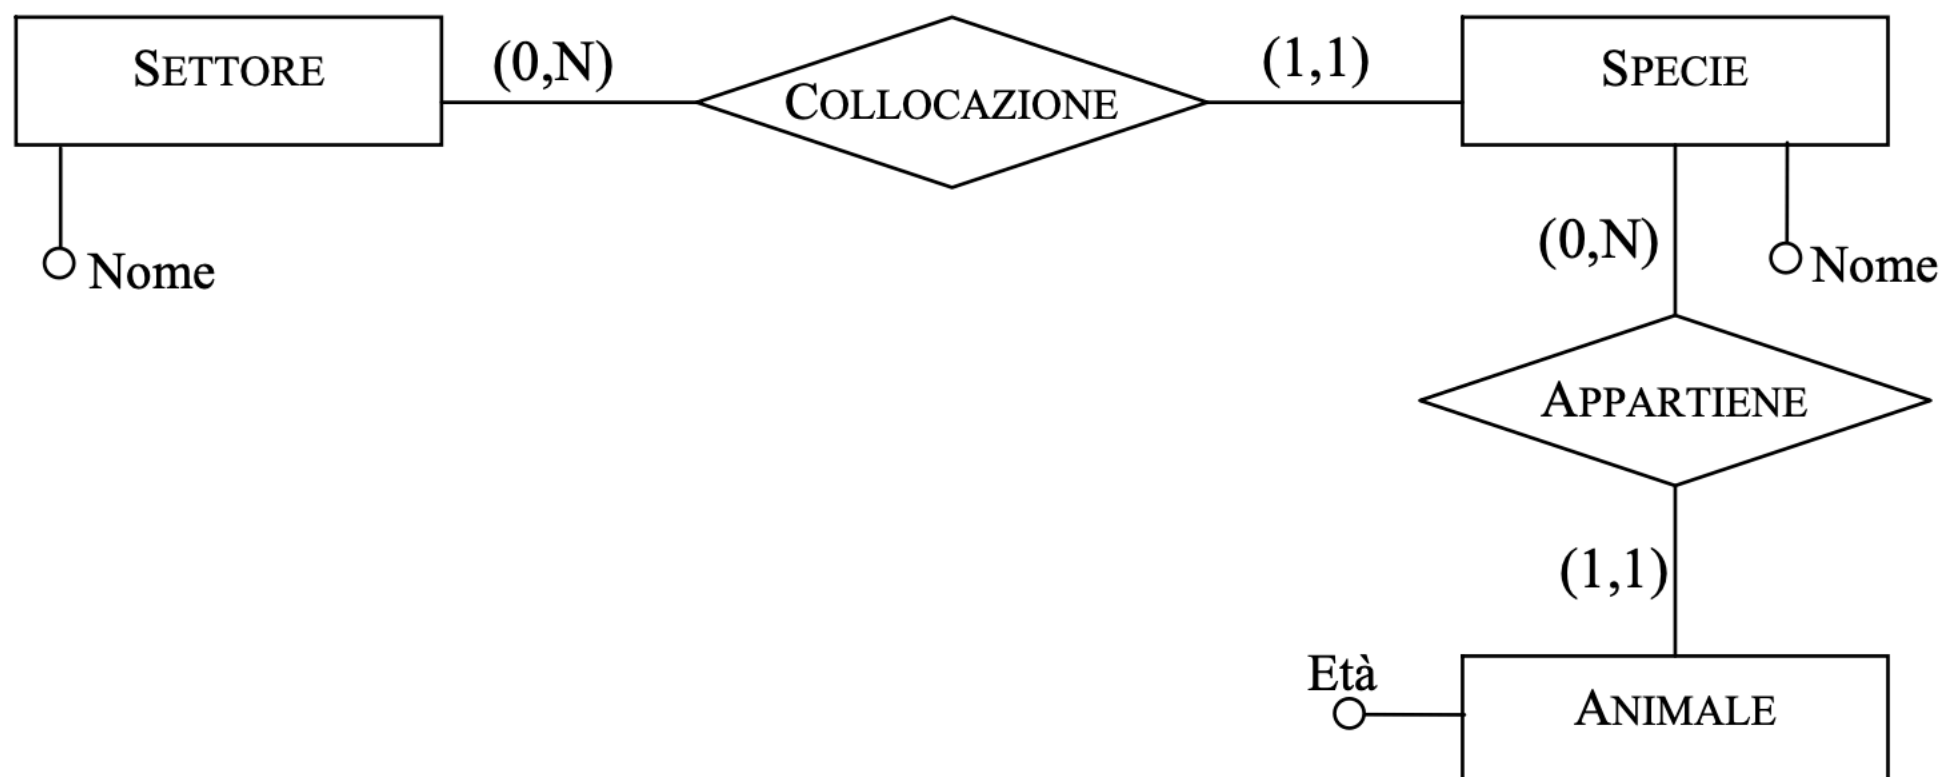 SETTORE
(0,N)
COLLOCAZIONE
(1,1)
SPECIE
Nome
(0,N)
Nome
APPARTIENE
(1,1)
Età
ANIMALE